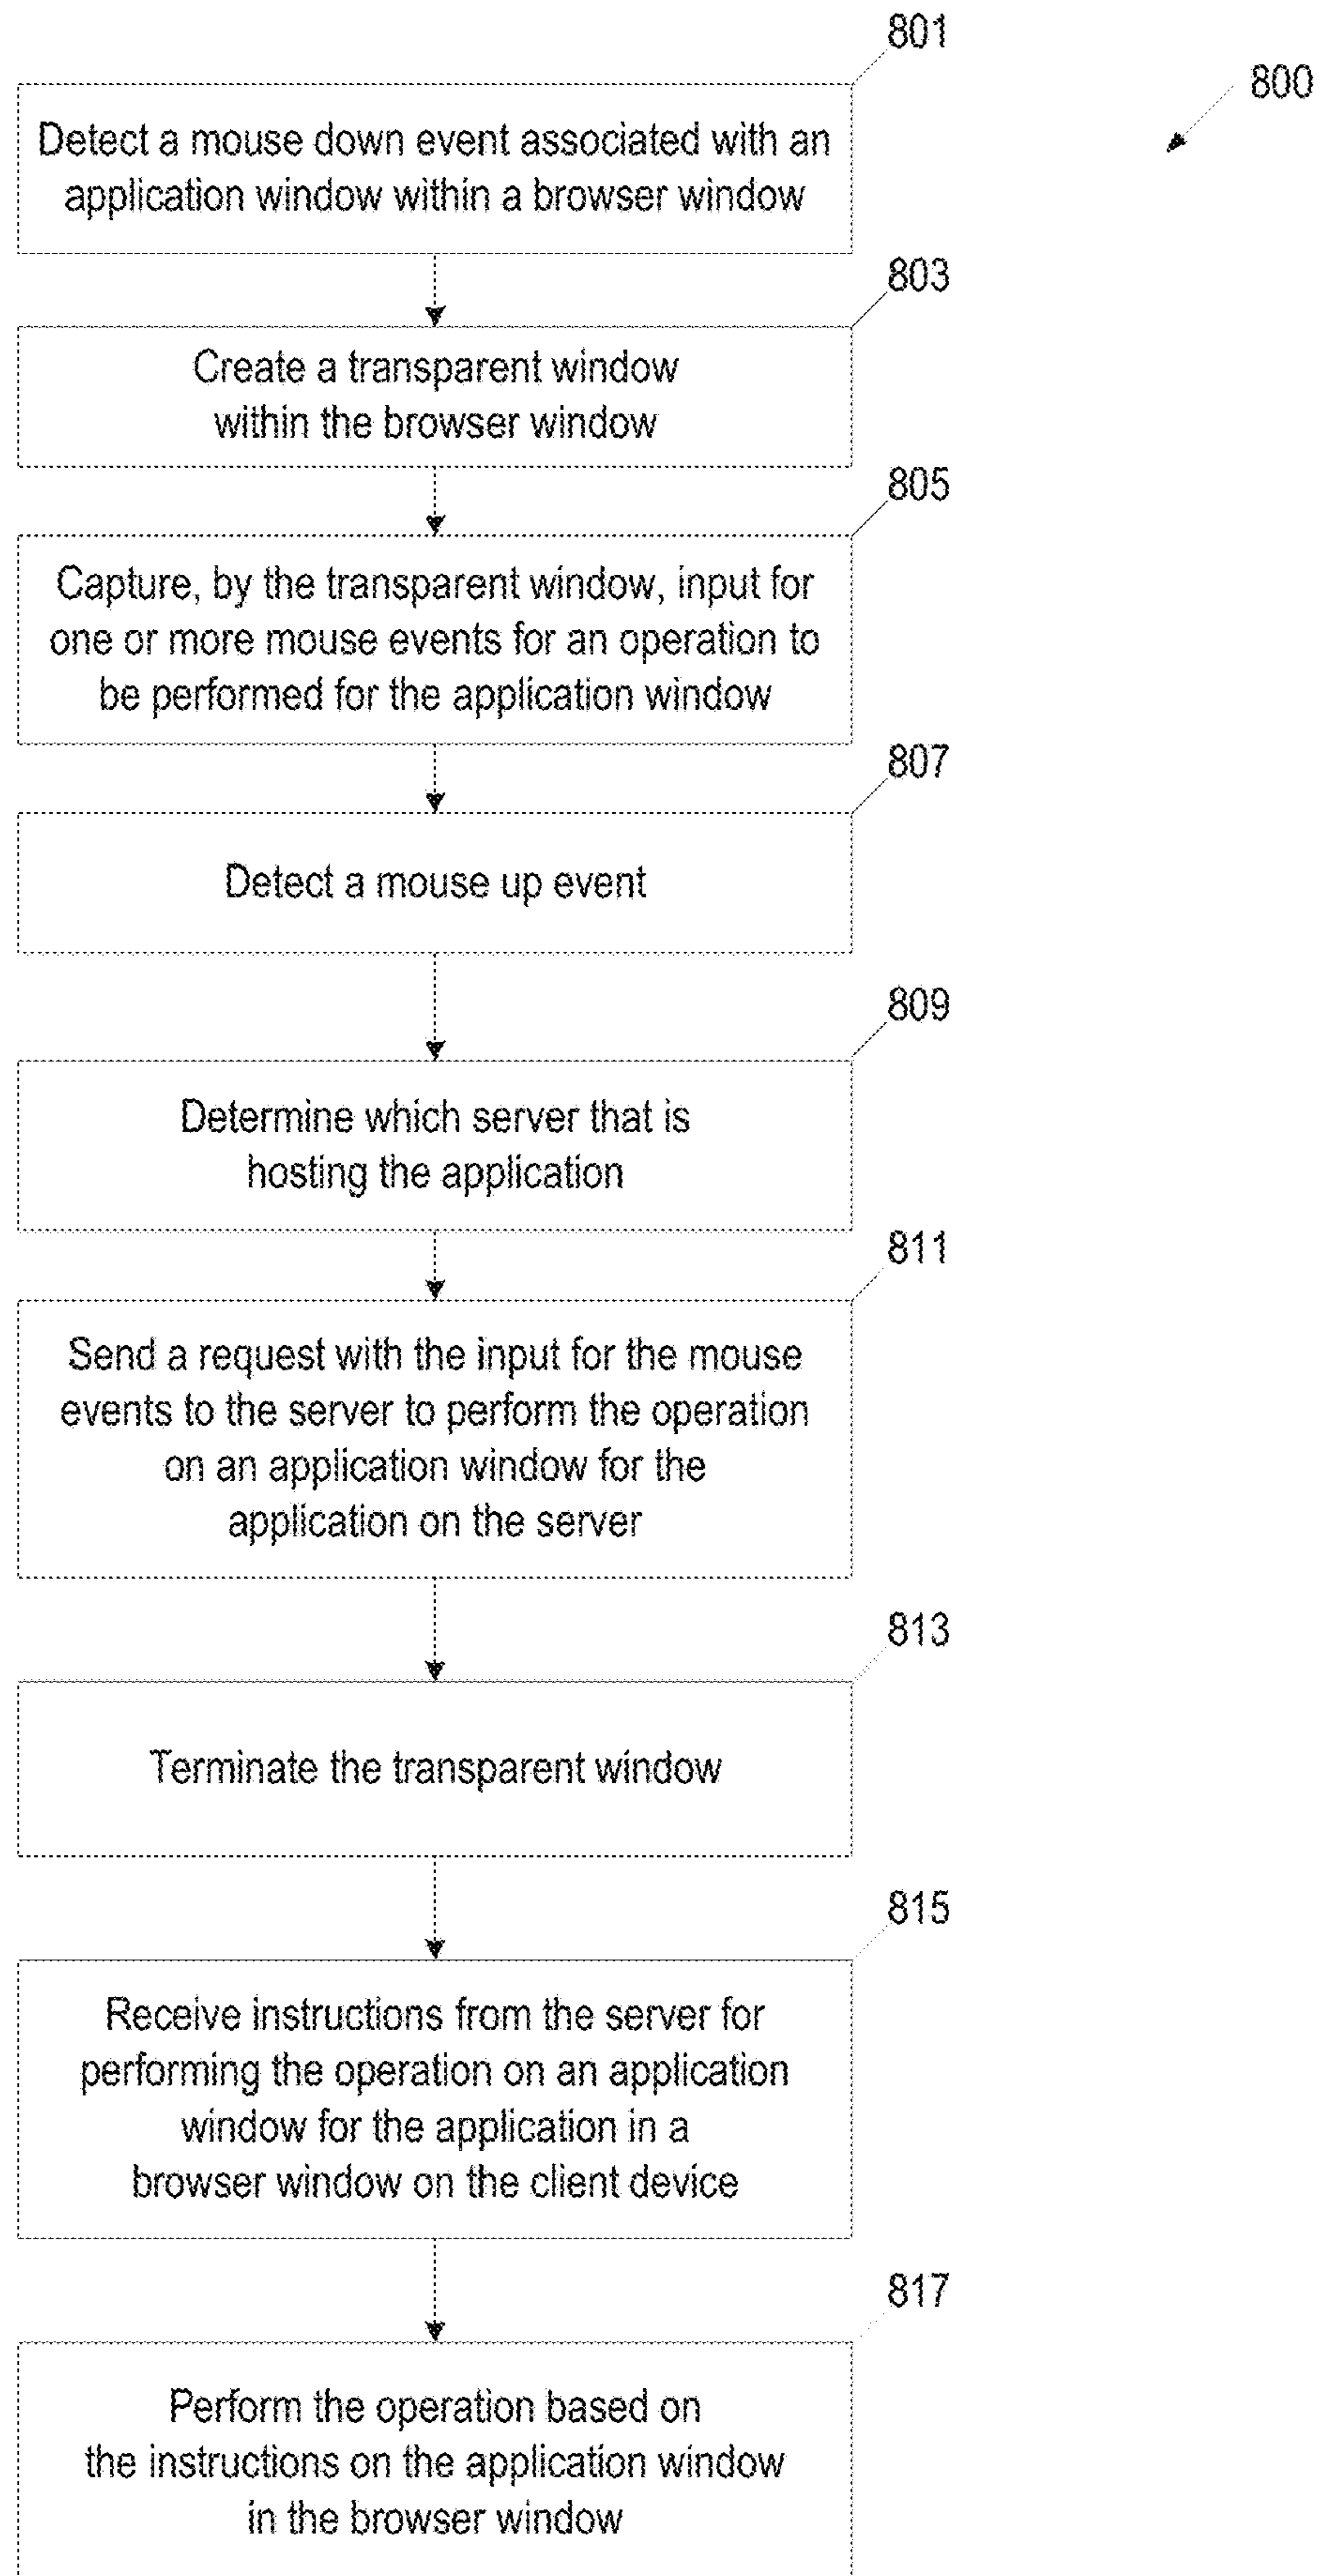 801
800
Detect a mouse down event associated with an
application window within a browser window
803
Create a transparent window
within the browser window
805
Capture, by the transparent window, input for
one or more mouse events for an operation to
be performed for the application window
807
Detect a mouse up event
809
Determine which server that is
hosting the application
811
Send a request with the input for the mouse
events to the server to perform the operation
on an application window for the
application on the server
813
Terminate the transparent window
815
Receive instructions from the server for
performing the operation on an application
window for the application in a
browser window on the client device
817
Perform the operation based on
the instructions on the application window
in the browser window